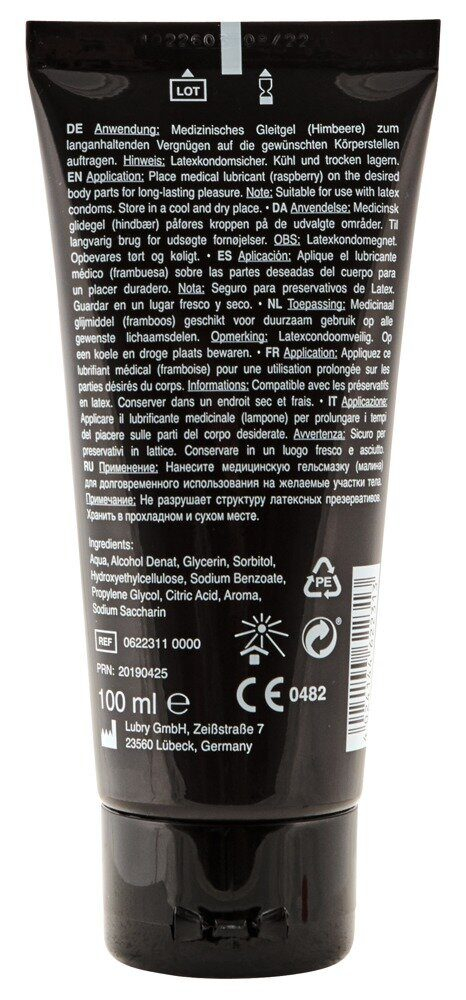 08/22
LOT
DE Anwendung: Medizinisches Gleitgel (Himbeere) zum
langanhaltenden Vergnügen auf die gewünschten Körperstellen
auftragen. Hinweis: Latexkondomsicher. Kühl und trocken lagern.
EN Application: Place medical lubricant (raspberry) on the desired
body parts for long-lasting pleasure. Note: Suitable for use with latex
condoms. Store in a cool and dry place. • DA Anvendelse: Medicinsk
glidegel (hindbær) påføres kroppen på de udvalgte områder. Til
langvarig brug for udsøgte fornøjelser. OBS: Latexkondomegnet.
Opbevares tørt og køligt. • ES Aplicación: Aplique el lubricante
médico (frambuesa) sobre las partes deseadas del cuerpo para
un placer duradero. Nota: Seguro para preservativos de Latex.
Guardar en un lugar fresco y seco. • NL Toepassing: Medicinaal
glijmiddel (framboos) geschikt voor duurzaam gebruik op alle
gewenste lichaamsdelen. Opmerking: Latexcondoomveilig. Op
een koele en droge plaats bewaren. • FR Application: Appliquez ce
lubrifiant médical (framboise) pour une utilisation prolongée sur les
parties désirés du corps. Informations: Compatible avec les préservatifs
en latex. Conserver dans un endroit sec et frais. • IT Applicazione:
Applicare il lubrificante medicinale (lampone) per prolungare i tempi
del piacere sulle parti del corpo desiderate. Avvertenza: Sicuro per
preservativi in lattice. Conservare in un luogo fresco e asciutto.
RU Применение: Нанесите медицинскую гельсмазку (малина)
для долговременного использования на желаемые участки тела.
Примечание: Не разрушает структуру латексных презервативов.
Хранить в прохладном и сухом месте.
Ingredients:
Aqua, Alcohol Denat, Glycerin, Sorbitol,
Hydroxyethylcellulose, Sodium Benzoate,
Propylene Glycol, Citric Acid, Aroma,
Sodium Saccharin
PE
REF 0622311 0000
PRN: 20190425
100 ml e
CE 0482
Lubry GmbH, Zeißstraße 7
23560 Lübeck, Germany